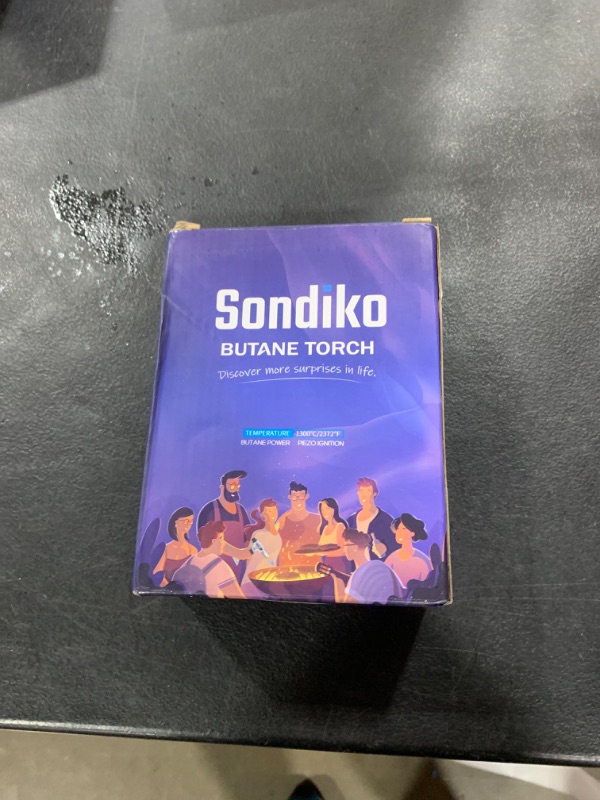 Sondiko
BUTANE TORCH
Discover more surprises in life.
TEMPERATURE 1300°C/2372°F
BUTANE POWER PIEZO IGNITION